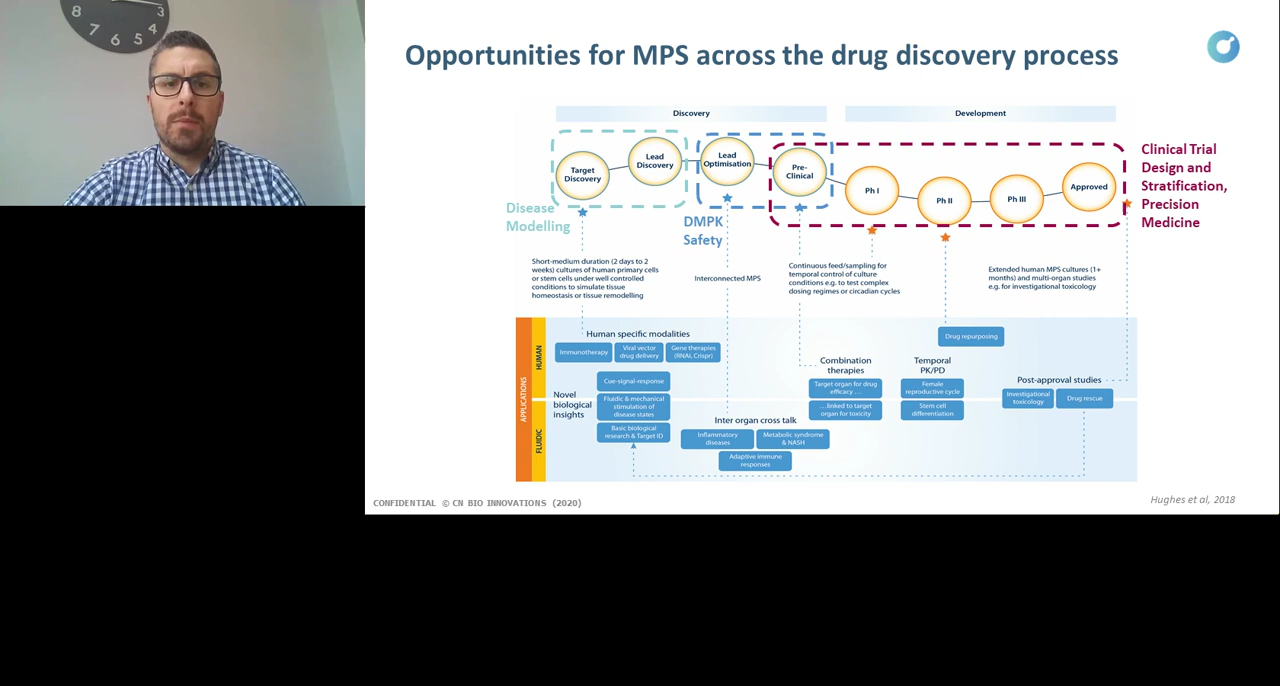 8
3
7
4
6
5
Opportunities for MPS across the drug discovery process
Discovery
Development
Target
Discovery
Lead
Discovery
Lead
Optimisation
Pre-
Clinical
Ph I
Ph II
Ph III
Approved
Clinical Trial
Design and
Stratification,
Precision
Medicine
Disease
Modelling
DMPK
Safety
Short-medium duration (2 days to 2
weeks) cultures of human primary cells
or stem cells under well controlled
conditions to simulate tissue
homeostasis or tissue remodelling
Interconnected MPS
Continuous feed/sampling for
temporal control of culture
conditions e.g. to test complex
dosing regimes or circadian cycles
Extended human MPS cultures (1+
months) and multi-organ studies
e.g. for investigational toxicology
APPLICATIONS
HUMAN
FLUIDIC
Human specific modalities
Immunotherapy
Viral vector
drug delivery
Gene therapies
(RNAi, Crispr)
Novel
biological
insights
Cue-signal-response
Fluidic & mechanical
stimulation of
disease states
Basic biological
research & Target ID
Inter organ cross talk
Inflammatory
diseases
Metabolic syndrome
& NASH
Adaptive immune
responses
Combination
therapies
Target organ for drug
efficacy ...
...linked to target
organ for toxicity
Drug repurposing
Temporal
PK/PD
Female
reproductive cycle
Stem cell
differentiation
Post-approval studies
Investigational
toxicology
Drug rescue
CONFIDENTIAL © CN BIO INNOVATIONS (2020)
Hughes et al, 2018